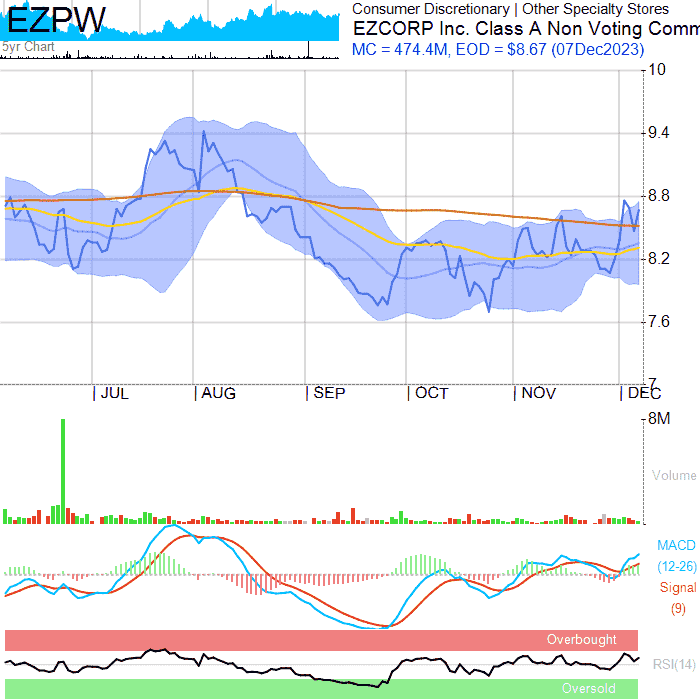 EZPW
5yr Chart
Consumer Discretionary | Other Specialty Stores
EZCORP Inc. Class A Non Voting Comm
MC = 474.4M, EOD = $8.67 (07Dec2023)
10
9.4
8.8
8.2
7.6
7
JUL AUG SEP OCT NOV DEC
8M
Volume
MACD
(12-26)
Signal
(9)
Overbought
RSI(14)
Oversold